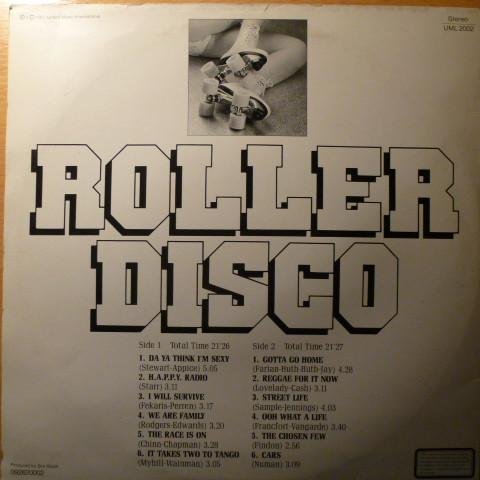 Stereo
UML 2002
ROLLER
DISCO
Side 1 Total Time 21'26
1. DA YA THINK I'M SEXY
(Stewart-Appice) 5.05
2. H.A.P.P.Y. RADIO
(Starr) 3.11
3. I WILL SURVIVE
(Fekaris-Perren) 3.17
4. WE ARE FAMILY
(Rodgers-Edwards) 3.20
5. THE RACE IS ON
(Chinn-Chapman) 3.28
6. IT TAKES TWO TO TANGO
(Myhill-Wainman) 3.05
Side 2 Total Time 21'27
1. GOTTA GO HOME
(Farian-Huth-Huth-Jay) 4.28
2. REGGAE FOR IT NOW
(Lovelady-Cash) 3.11
3. STREET LIFE
(Sample-Jennings) 4.03
4. OOH WHAT A LIFE
(Francfort-Vangarde) 3.40
5. THE CHOSEN FEW
(Findon) 2.56
6. CARS
(Numan) 3.09
Produced by